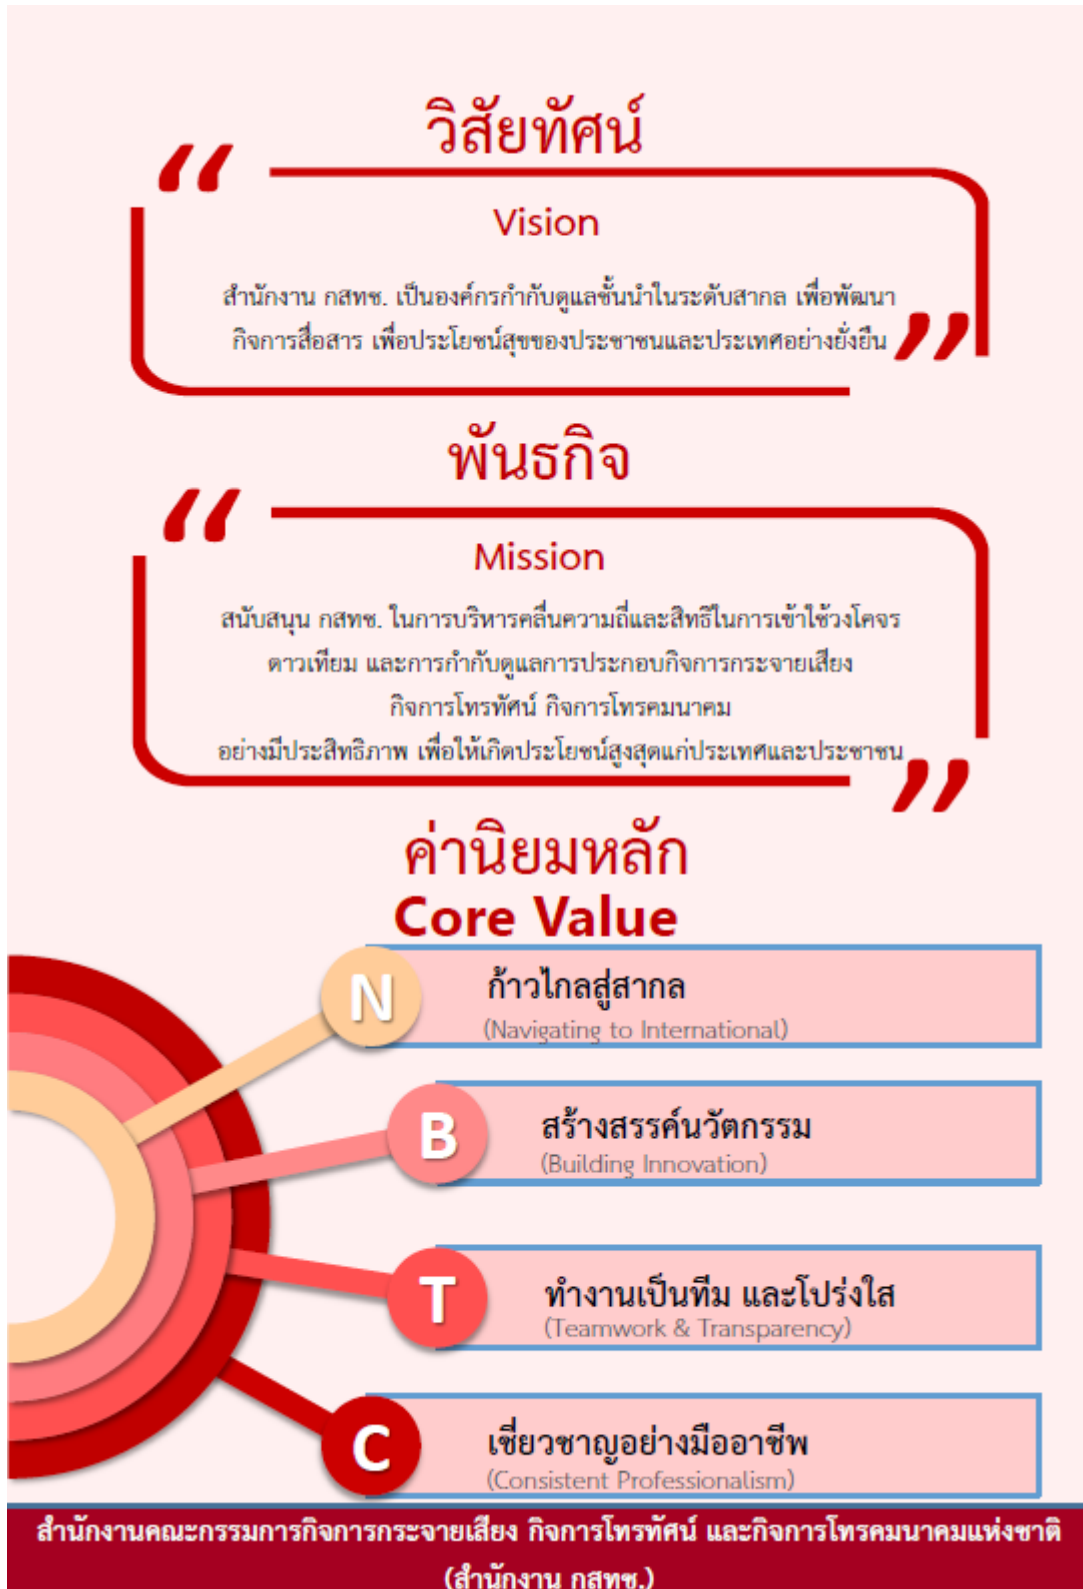 วิสัยทัศน์
Vision
สำนักงาน กสทช. เป็นองค์กรกำกับดูแลชั้นนำในระดับสากล เพื่อพัฒนา
กิจการสื่อสาร เพื่อประโยชน์สุขของประชาชนและประเทศอย่างยั่งยืน
พันธกิจ
Mission
สนับสนุน กสทช. ในการบริหารคลื่นความถี่และสิทธิในการเข้าใช้วงโคจร
ดาวเทียม และการกำกับดูแลการประกอบกิจการกระจายเสียง
กิจการโทรทัศน์ กิจการโทรคมนาคม
อย่างมีประสิทธิภาพ เพื่อให้เกิดประโยชน์สูงสุดแก่ประเทศและประชาชน
ค่านิยมหลัก
Core Value
N
ก้าวไกลสู่สากล
(Navigating to International)
B
สร้างสรรค์นวัตกรรม
(Building Innovation)
T
ทำงานเป็นทีม และโปร่งใส
(Teamwork & Transparency)
C
เชี่ยวชาญอย่างมืออาชีพ
(Consistent Professionalism)
สำนักงานคณะกรรมการกิจการกระจายเสียง กิจการโทรทัศน์ และกิจการโทรคมนาคมแห่งชาติ
(สำนักงาน กสทช.)